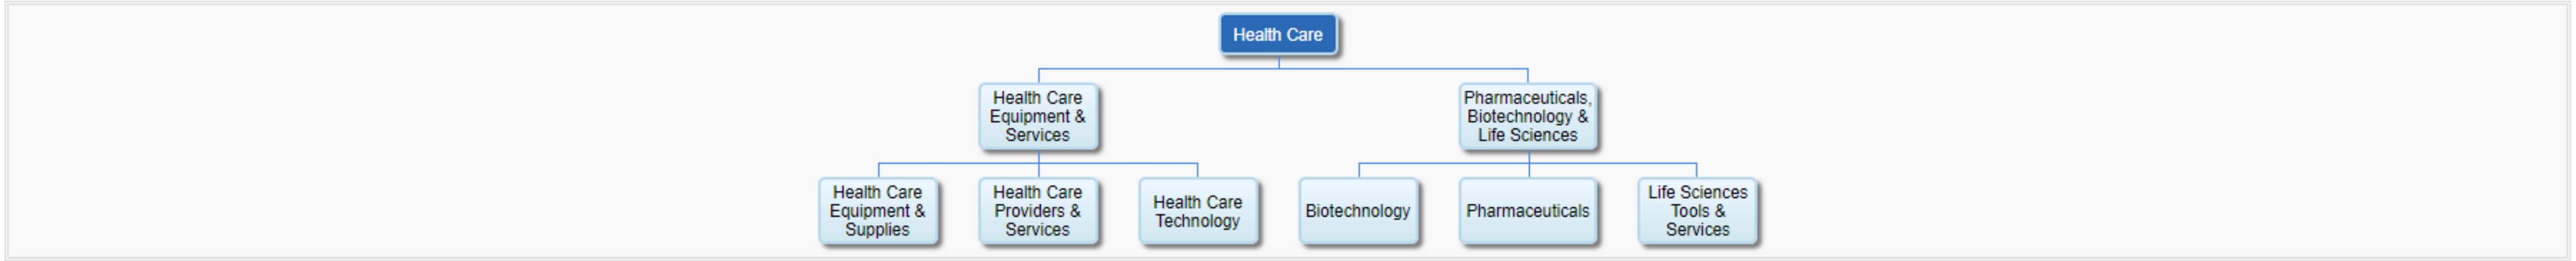 Health Care
Health Care
Equipment &
Services
Pharmaceuticals,
Biotechnology &
Life Sciences
Health Care
Equipment &
Supplies
Health Care
Providers &
Services
Health Care
Technology
Biotechnology
Pharmaceuticals
Life Sciences
Tools &
Services